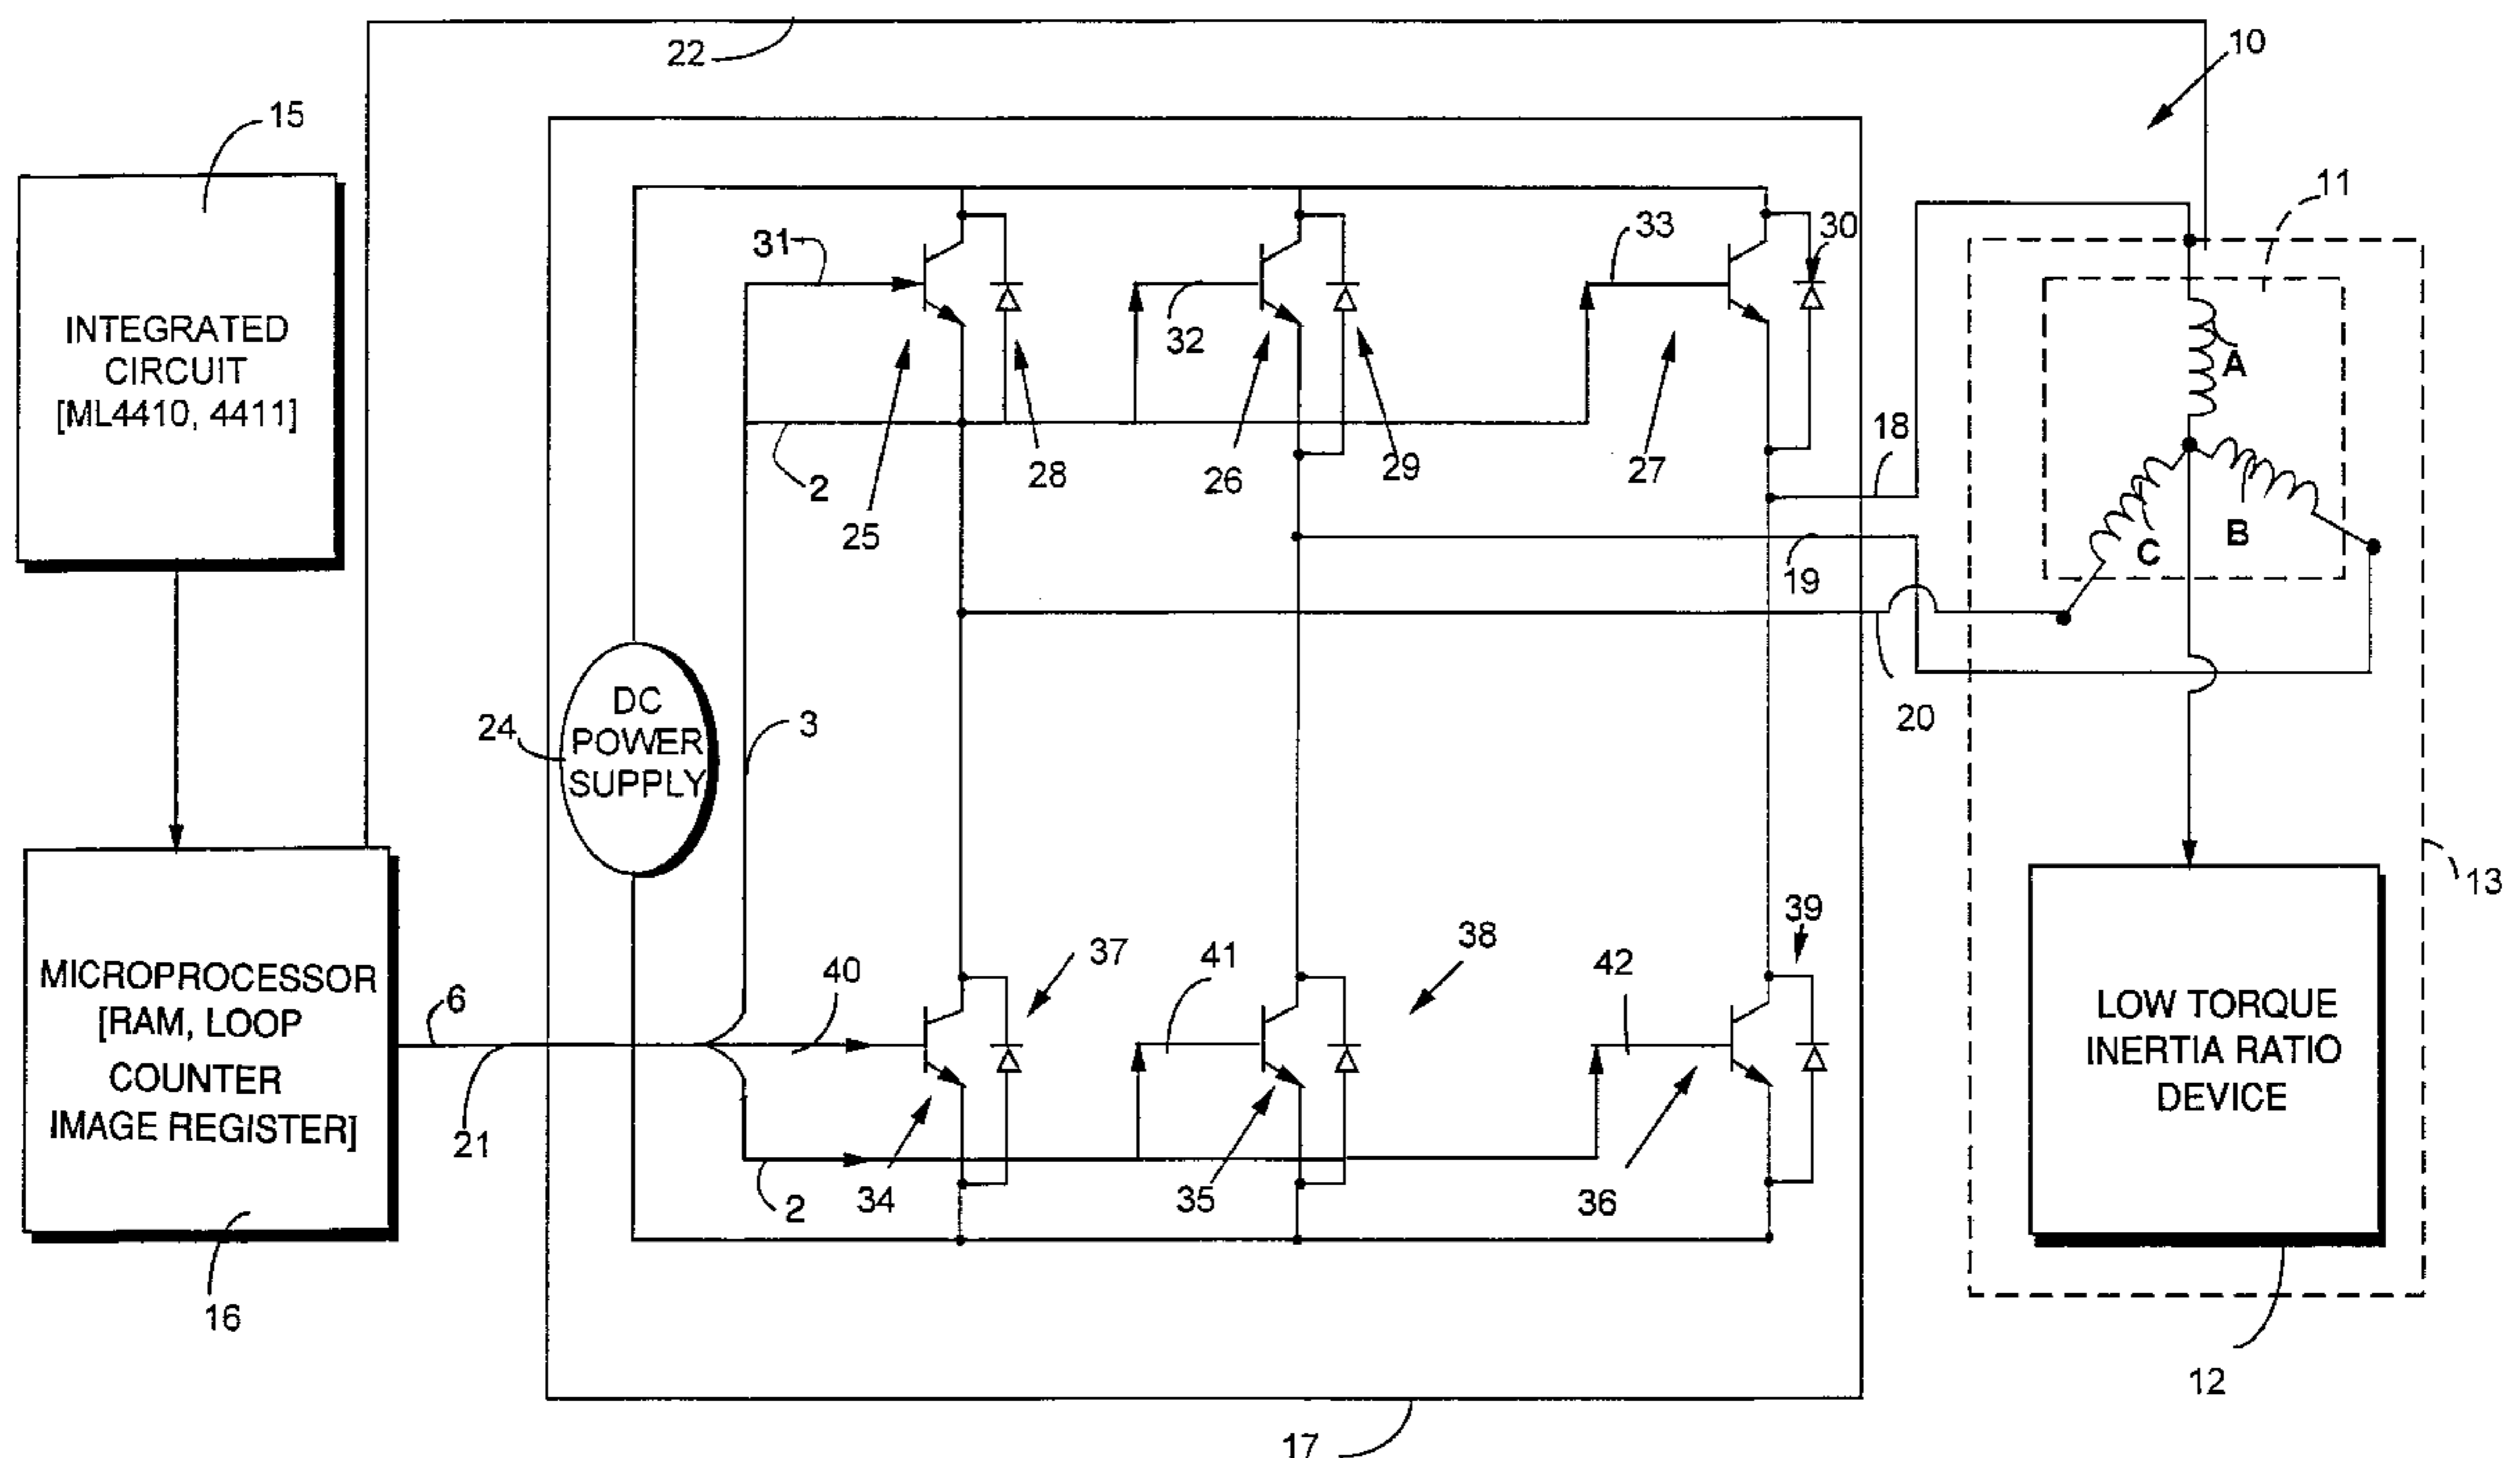 22
10
15
11
INTEGRATED
CIRCUIT
[ML4410, 4411]
31
32
33
30
A
2
25
28
26
29
27
18
C
B
19
20
24
DC
POWER
SUPPLY
3
13
MICROPROCESSOR
[RAM, LOOP
COUNTER
IMAGE REGISTER]
6
21
40
37
41
38
42
39
LOW TORQUE
INERTIA RATIO
DEVICE
2
34
35
36
16
12
17